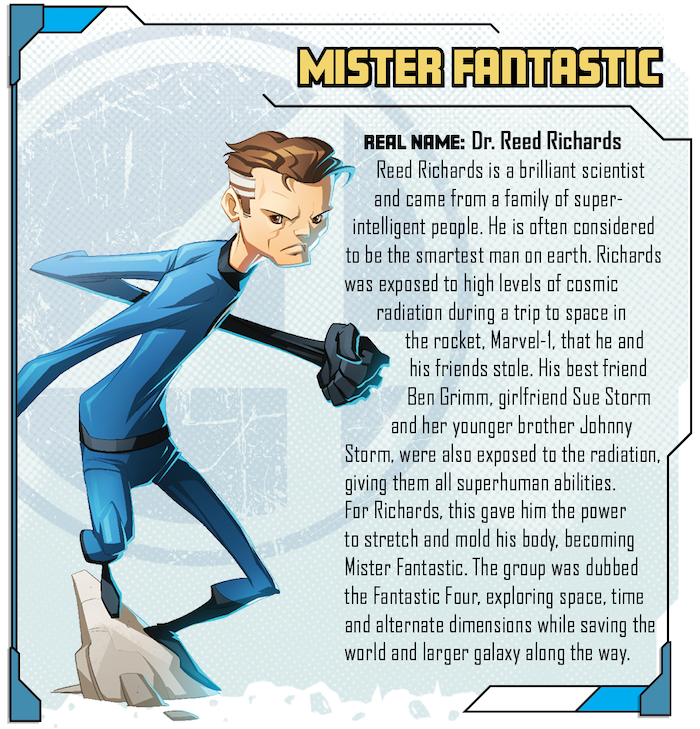 MISTER FANTASTIC
REAL NAME: Dr. Reed Richards
Reed Richards is a brilliant scientist
and came from a family of super-
intelligent people. He is often considered
to be the smartest man on earth. Richards
was exposed to high levels of cosmic
radiation during a trip to space in
the rocket, Marvel-1, that he and
his friends stole. His best friend
Ben Grimm, girlfriend Sue Storm
and her younger brother Johnny
Storm, were also exposed to the radiation,
giving them all superhuman abilities.
For Richards, this gave him the power
to stretch and mold his body, becoming
Mister Fantastic. The group was dubbed
the Fantastic Four, exploring space, time
and alternate dimensions while saving the
world and larger galaxy along the way.